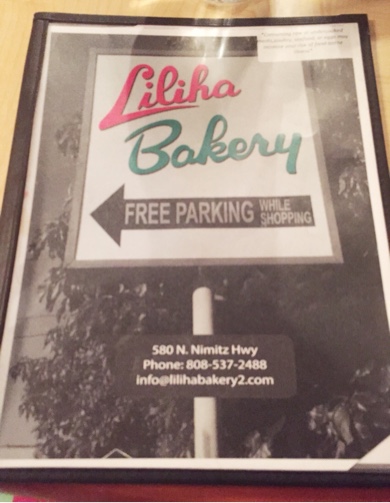 Liliha
Bakery
FREE PARKING WHILE
SHOPPING
580 N. Nimitz Hwy
Phone: 808-537-2488
info@lilihabakery2.com